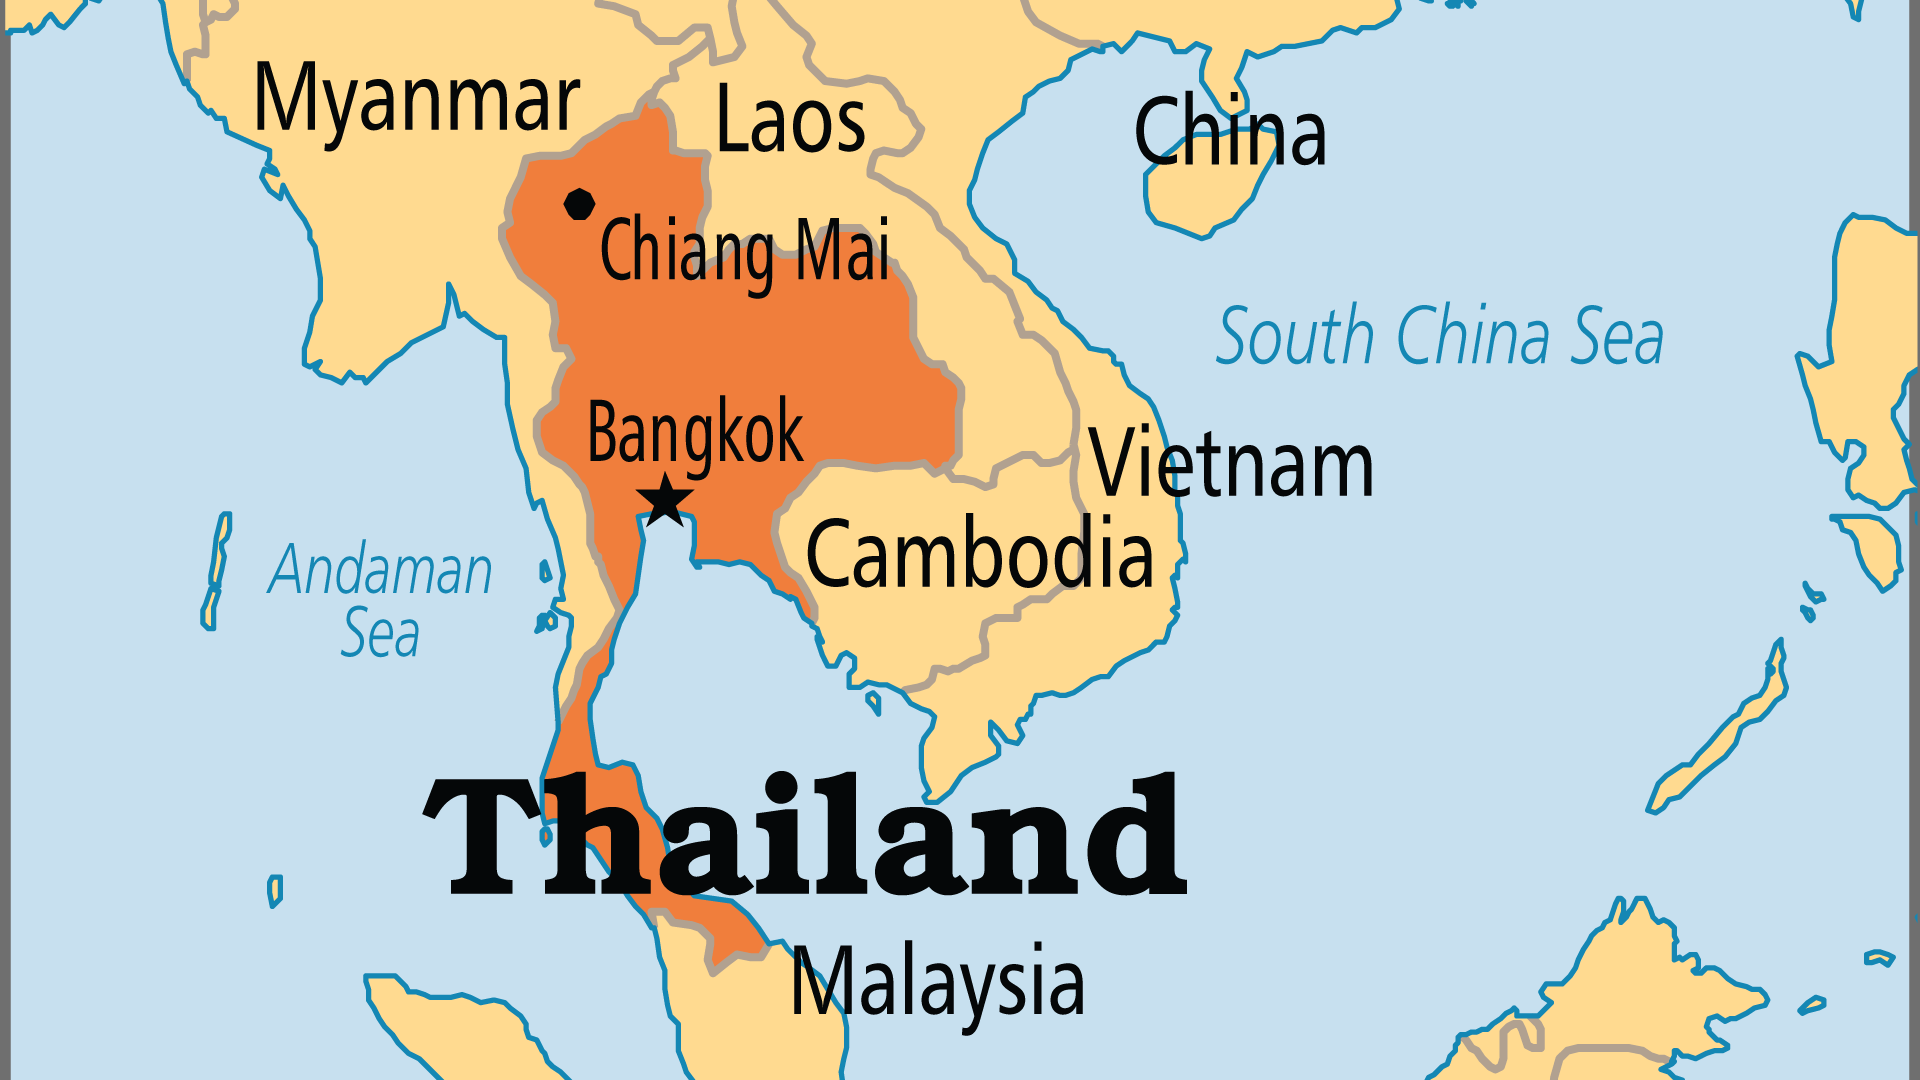 Myanmar
Laos
China
Chiang Mai
South China Sea
Bangkok
Vietnam
Cambodia
Andaman
Sea
Thailand
Malaysia